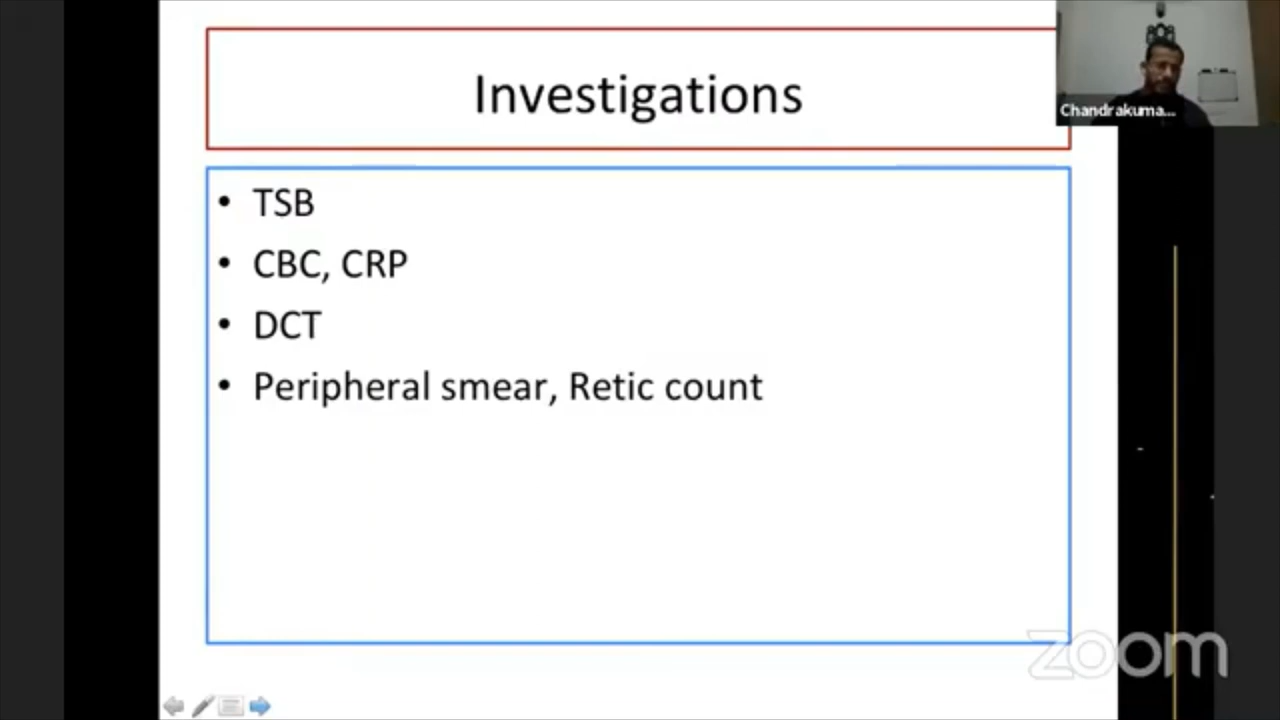 Investigations
Chandrakuma...
• TSB
• CBC, CRP
• DCT
• Peripheral smear, Retic count
zoom